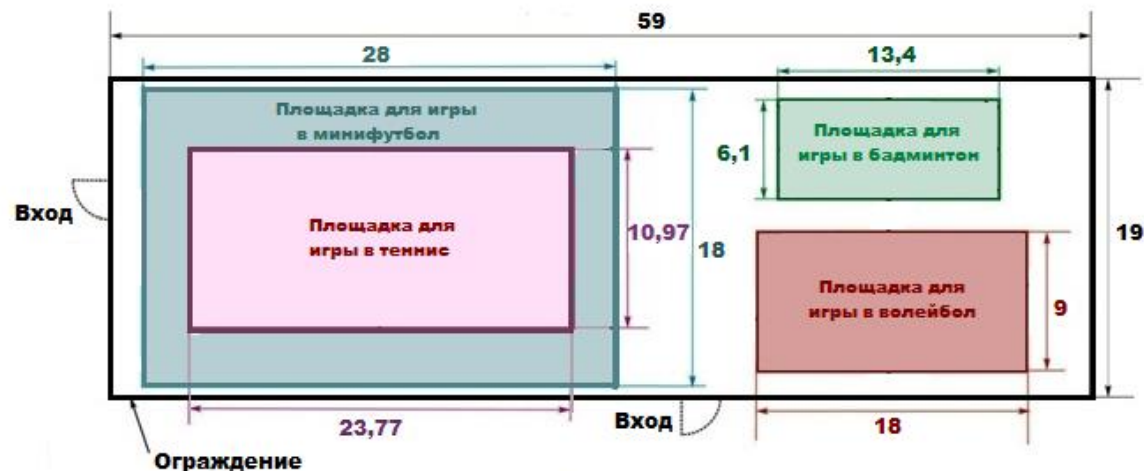 59
28
13,4
Площадка для игры
в минифутбол
Площадка для
игры в бадминтон
6,1
Вход
Площадка для
игры в теннис
10,97
18
19
Площадка для
игры в волейбол
9
23,77
Вход
18
Ограждение